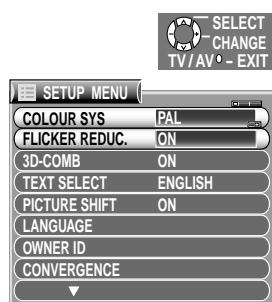 SELECT
CHANGE
TV/AV – EXIT
SETUP MENU
COLOUR SYS PAL
FLICKER REDUC. ON
3D-COMB ON
TEXT SELECT ENGLISH
PICTURE SHIFT ON
LANGUAGE
OWNER ID
CONVERGENCE